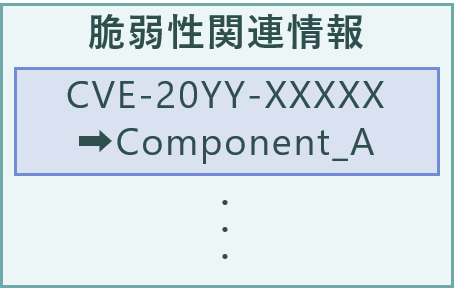 脆弱性関連情報
CVE-20YY-XXXXX
➡Component_A
・
・
・